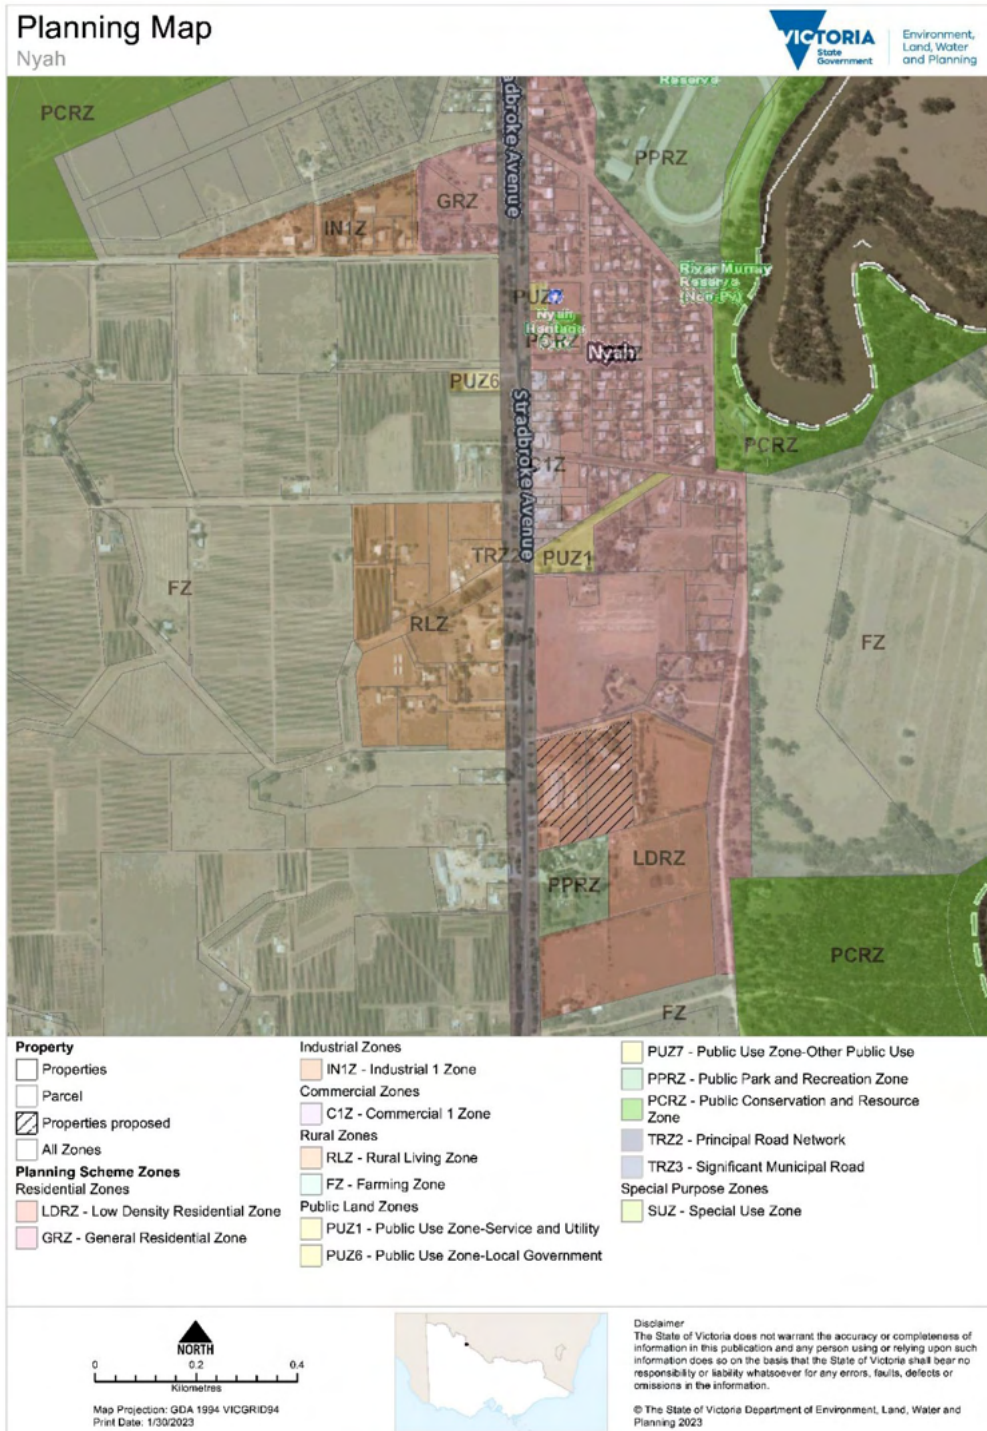 Planning Map
Nyah
VICTORIA
State
Government
Environment,
Land, Water
and Planning
PCRZ
Stradbroke Avenue
Reserve
PPRZ
GRZ
IN1Z
River Murray
Reserve
PUZ7
Nyah
Heritage
PCRZ
Nyah
PUZ6
Stradbroke Avenue
C1Z
PCRZ
TRZ2
PUZ1
FZ
RLZ
FZ
LDRZ
PPRZ
PCRZ
FZ
Property
Properties
Parcel
Properties proposed
All Zones
Planning Scheme Zones
Residential Zones
LDRZ - Low Density Residential Zone
GRZ - General Residential Zone
Industrial Zones
IN1Z - Industrial 1 Zone
Commercial Zones
C1Z - Commercial 1 Zone
Rural Zones
RLZ - Rural Living Zone
FZ - Farming Zone
Public Land Zones
PUZ1 - Public Use Zone-Service and Utility
PUZ6 - Public Use Zone-Local Government
PUZ7 - Public Use Zone-Other Public Use
PPRZ - Public Park and Recreation Zone
PCRZ - Public Conservation and Resource
Zone
TRZ2 - Principal Road Network
TRZ3 - Significant Municipal Road
Special Purpose Zones
SUZ - Special Use Zone
NORTH
0 0.2 0.4
Kilometres
Map Projection: GDA 1994 VICGRID94
Print Date: 1/30/2023
Disclaimer
The State of Victoria does not warrant the accuracy or completeness of
information in this publication and any person using or relying upon such
information does so on the basis that the State of Victoria shall bear no
responsibility or liability whatsoever for any errors, faults, defects or
omissions in the information.
© The State of Victoria Department of Environment, Land, Water and
Planning 2023